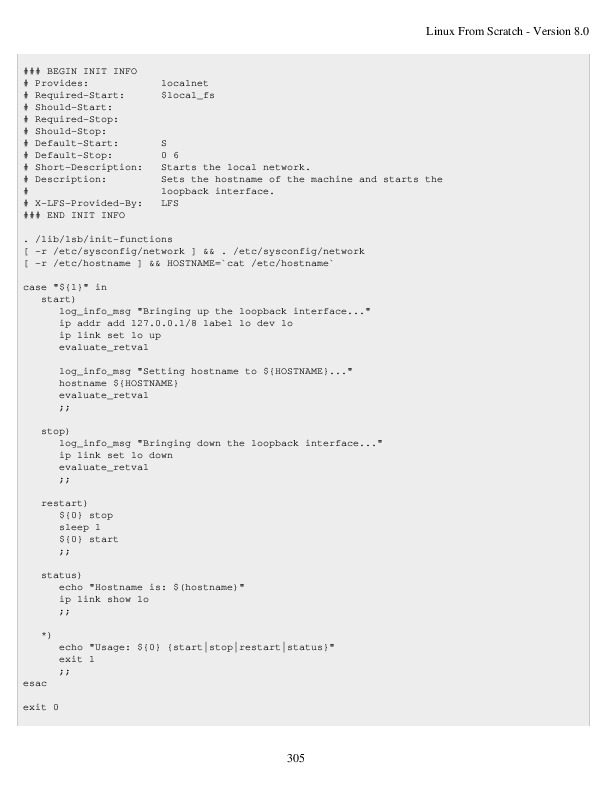 Linux From Scratch - Version 8.0
### BEGIN INIT INFO
# Provides:            localnet
# Required-Start:      $local_fs
# Should-Start:
# Required-Stop:
# Should-Stop:
# Default-Start:       S
# Default-Stop:        0 6
# Short-Description:   Starts the local network.
# Description:         Sets the hostname of the machine and starts the
#                      loopback interface.
# X-LFS-Provided-By:   LFS
### END INIT INFO
. /lib/lsb/init-functions
[ -r /etc/sysconfig/network ] && . /etc/sysconfig/network
[ -r /etc/hostname ] && HOSTNAME=`cat /etc/hostname`
case "${1}" in
   start)
      log_info_msg "Bringing up the loopback interface..."
      ip addr add 127.0.0.1/8 label lo dev lo
      ip link set lo up
      evaluate_retval
      log_info_msg "Setting hostname to ${HOSTNAME}..."
      hostname ${HOSTNAME}
      evaluate_retval
      ;;
   stop)
      log_info_msg "Bringing down the loopback interface..."
      ip link set lo down
      evaluate_retval
      ;;
   restart)
      ${0} stop
      sleep 1
      ${0} start
      ;;
   status)
      echo "Hostname is: $(hostname)"
      ip link show lo
      ;;
   *)
      echo "Usage: ${0} {start|stop|restart|status}"
      exit 1
      ;;
esac
exit 0
305